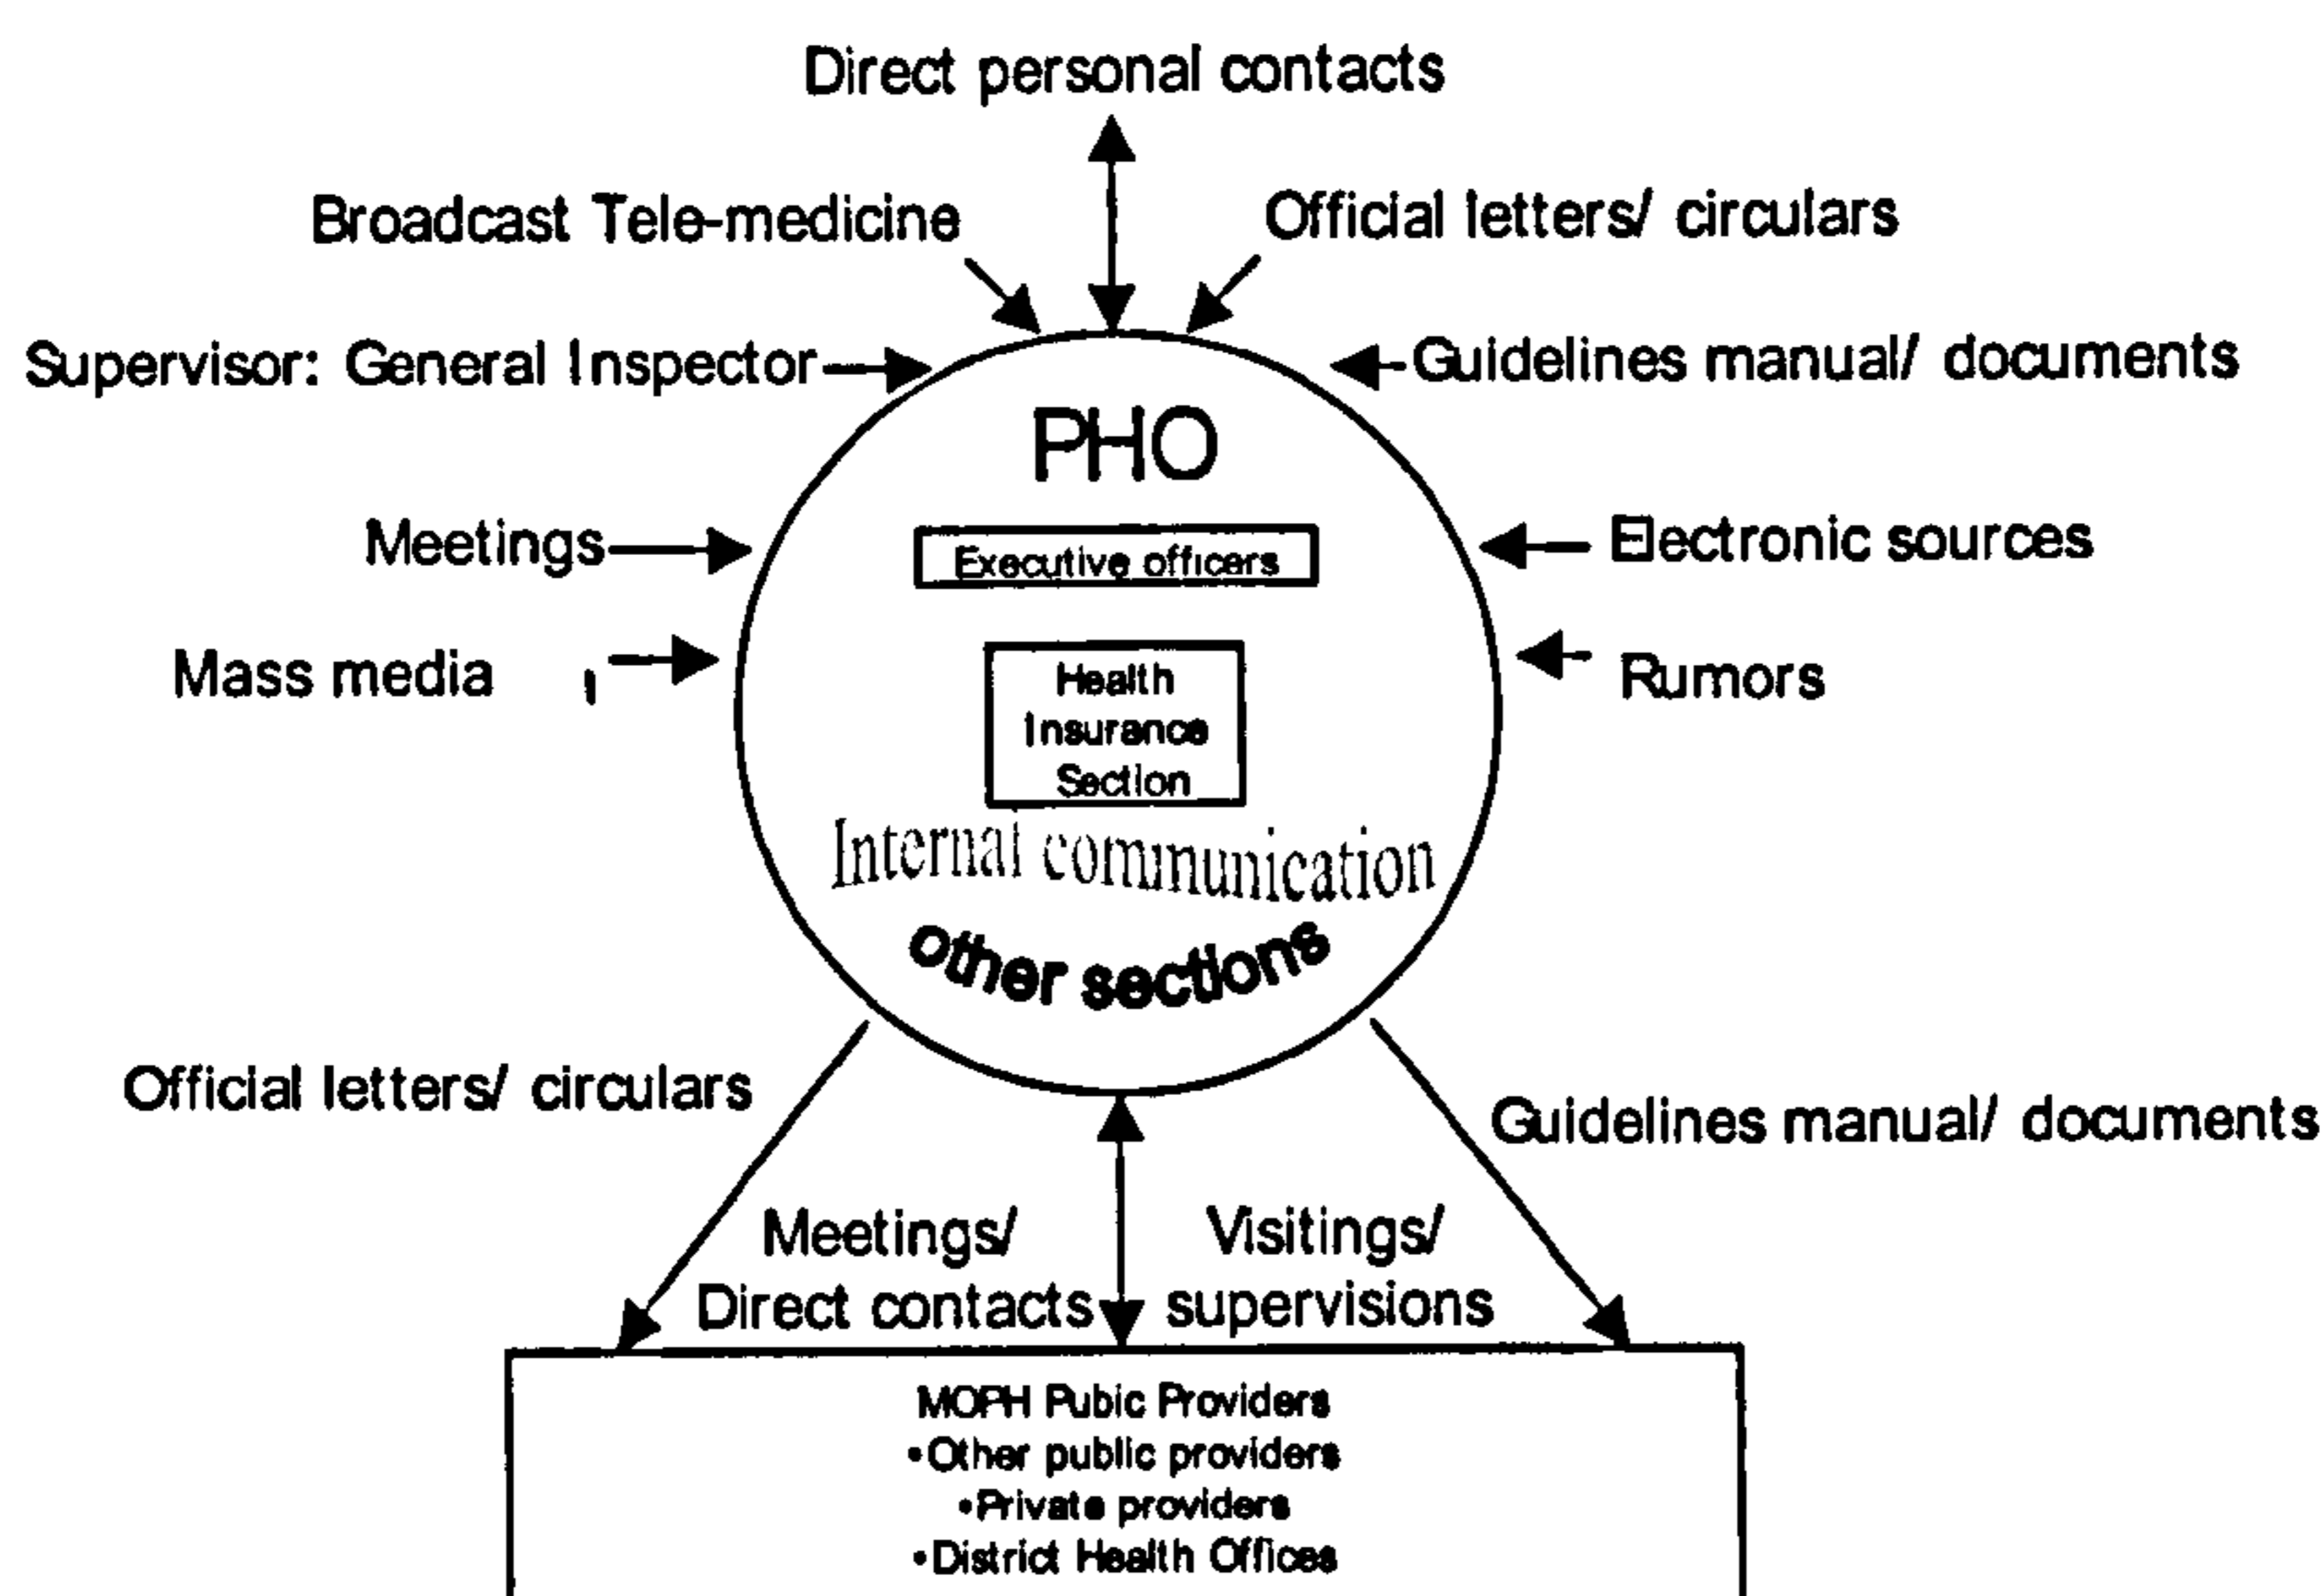 Direct personal contacts
Broadcast Tele-medicine
Official letters/ circulars
Supervisor: General Inspector
Guidelines manual/ documents
PHO
Meetings
Executive officers
Electronic sources
Mass media
Health
Insurance
Section
Rumors
Internal communication
other sections
Official letters/ circulars
Guidelines manual/ documents
Meetings/
Direct contacts
Visitings/
supervisions
MOPH Pubic Providers
•Other public providers
•Private providers
•District Health Offices